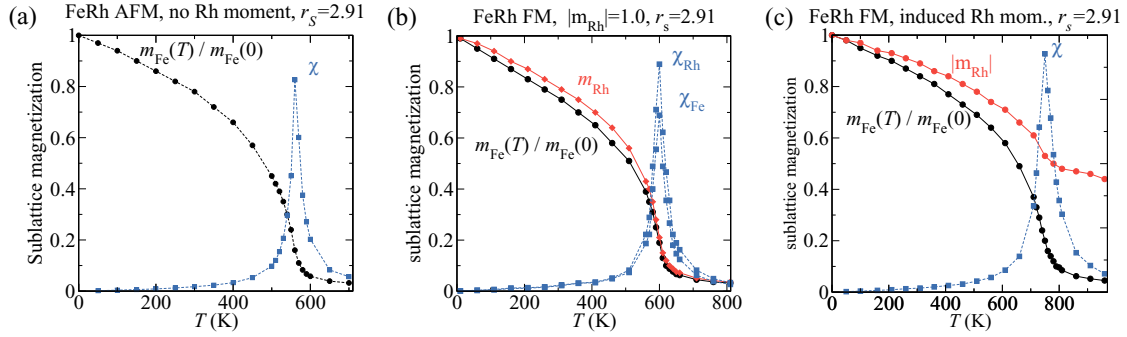 (a)
FeRh AFM, no Rh moment, r_S=2.91
Sublattice magnetization
1
0.8
0.6
0.4
0.2
0
0
200
400
600
T (K)
m_Fe(T) / m_Fe(0)
χ
(b)
FeRh FM, |m_Rh|=1.0, r_s=2.91
sublattice magnetization
1
0.8
0.6
0.4
0.2
0
0
200
400
600
800
T (K)
m_Rh
χ_Rh
χ_Fe
m_Fe(T) / m_Fe(0)
(c)
FeRh FM, induced Rh mom., r_s=2.91
sublattice magnetization
1
0.8
0.6
0.4
0.2
0
0
200
400
600
800
T (K)
|m_Rh|
χ
m_Fe(T) / m_Fe(0)